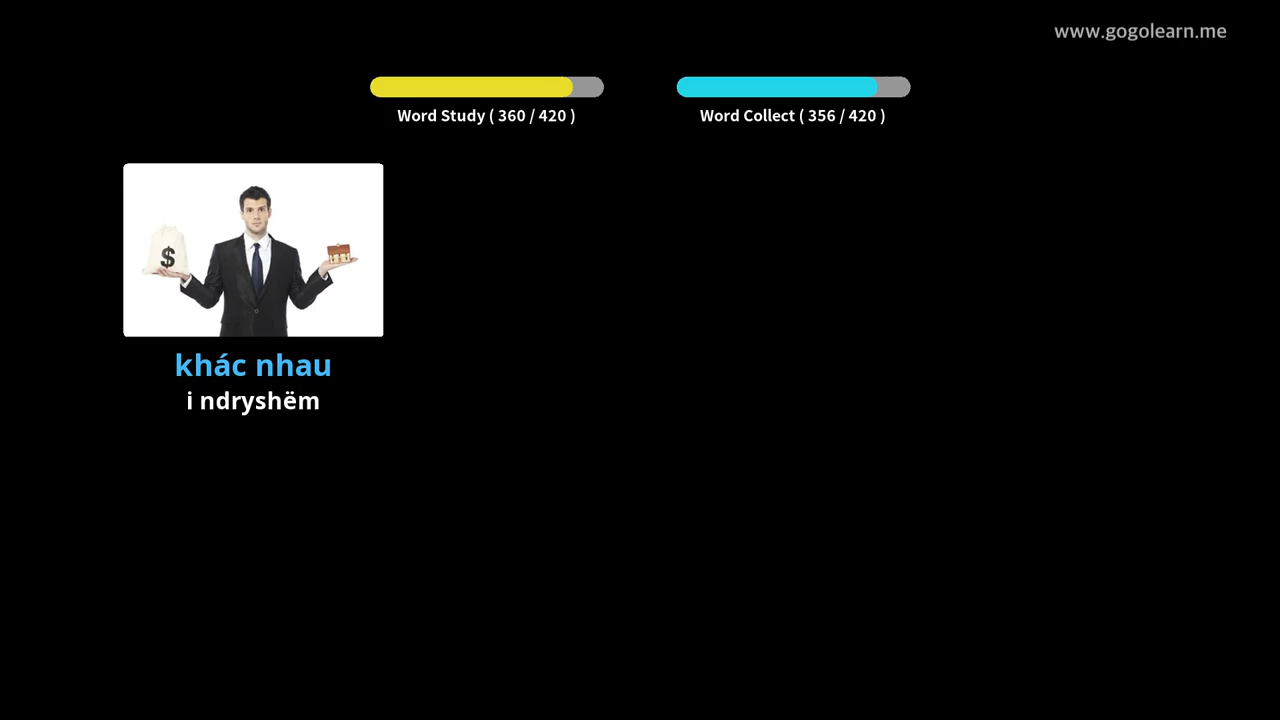 www.gogolearn.me
Word Study ( 360 / 420 )
Word Collect ( 356 / 420 )
$
khác nhau
i ndryshëm